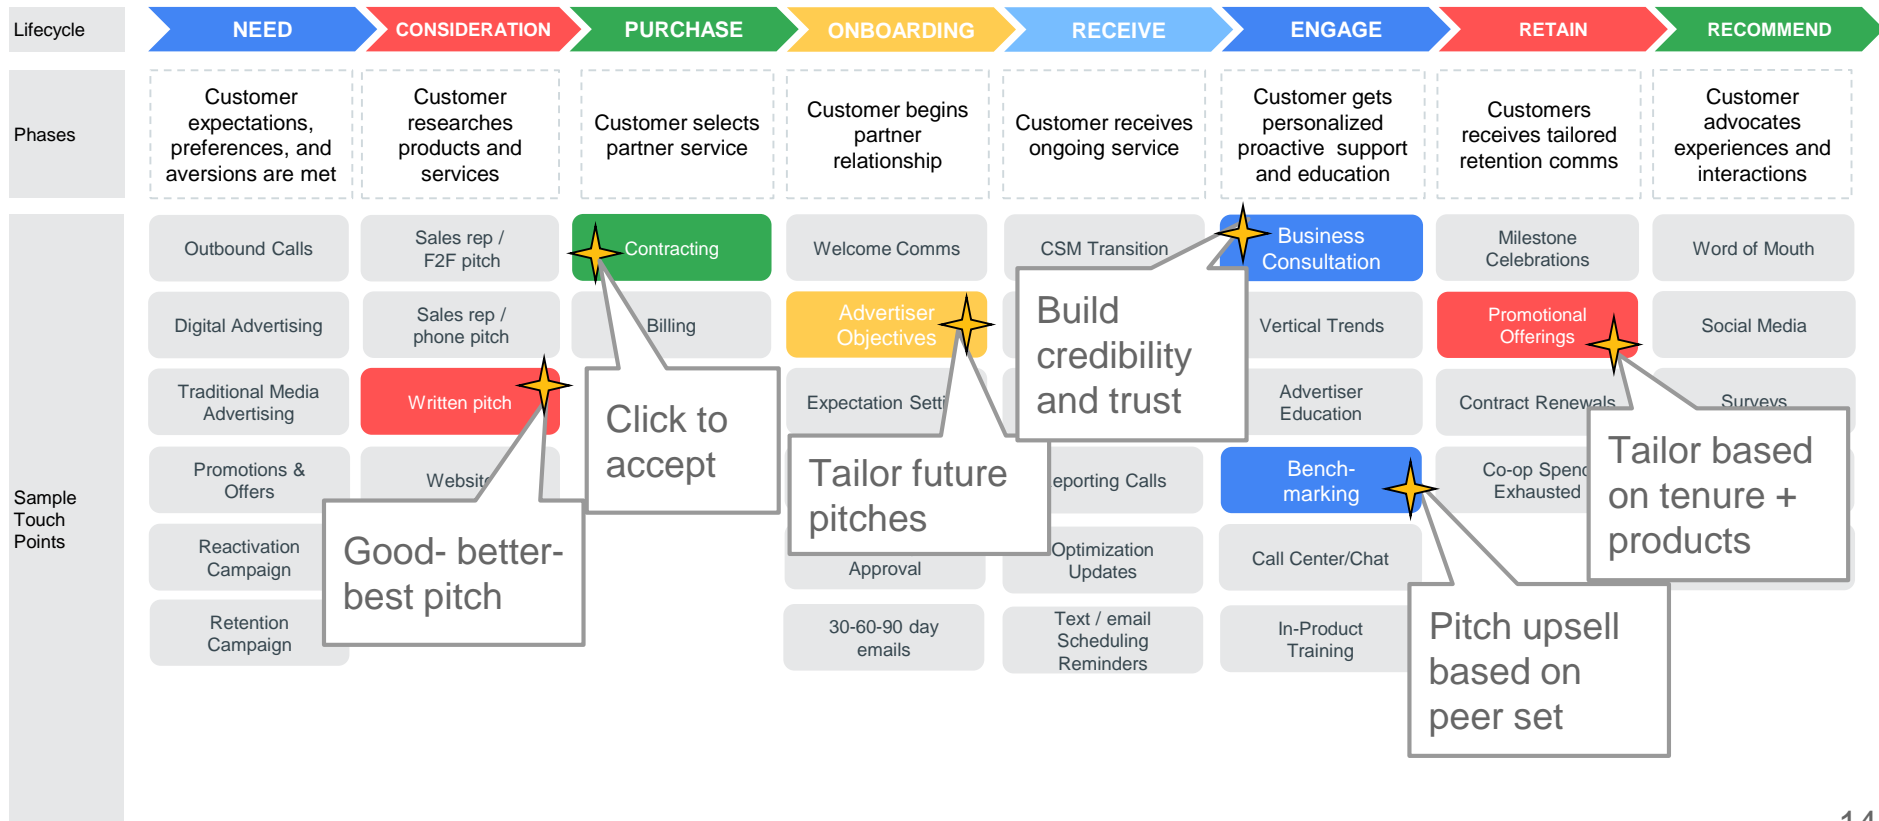 Lifecycle
NEED
CONSIDERATION
PURCHASE
ONBOARDING
RECEIVE
ENGAGE
RETAIN
RECOMMEND
Phases
Customer
expectations,
preferences, and
aversions are met
Customer
researches
products and
services
Customer selects
partner service
Customer begins
partner
relationship
Customer receives
ongoing service
Customer gets
personalized
proactive support
and education
Customers
receives tailored
retention comms
Customer
advocates
experiences and
interactions
Sample
Touch
Points
Outbound Calls
Digital Advertising
Traditional Media
Advertising
Promotions &
Offers
Reactivation
Campaign
Retention
Campaign
Sales rep /
F2F pitch
Sales rep /
phone pitch
Written pitch
Website
Good- better-
best pitch
Contracting
Billing
Click to
accept
Welcome Comms
Advertiser
Objectives
Expectation Setti
Tailor future
pitches
Approval
30-60-90 day
emails
CSM Transition
Build
credibility
and trust
eporting Calls
Optimization
Updates
Text / email
Scheduling
Reminders
Business
Consultation
Vertical Trends
Advertiser
Education
Bench-
marking
Call Center/Chat
In-Product
Training
Pitch upsell
based on
peer set
Milestone
Celebrations
Promotional
Offerings
Contract Renewals
Co-op Spend
Exhausted
Tailor based
on tenure +
products
Word of Mouth
Social Media
Surveys
14